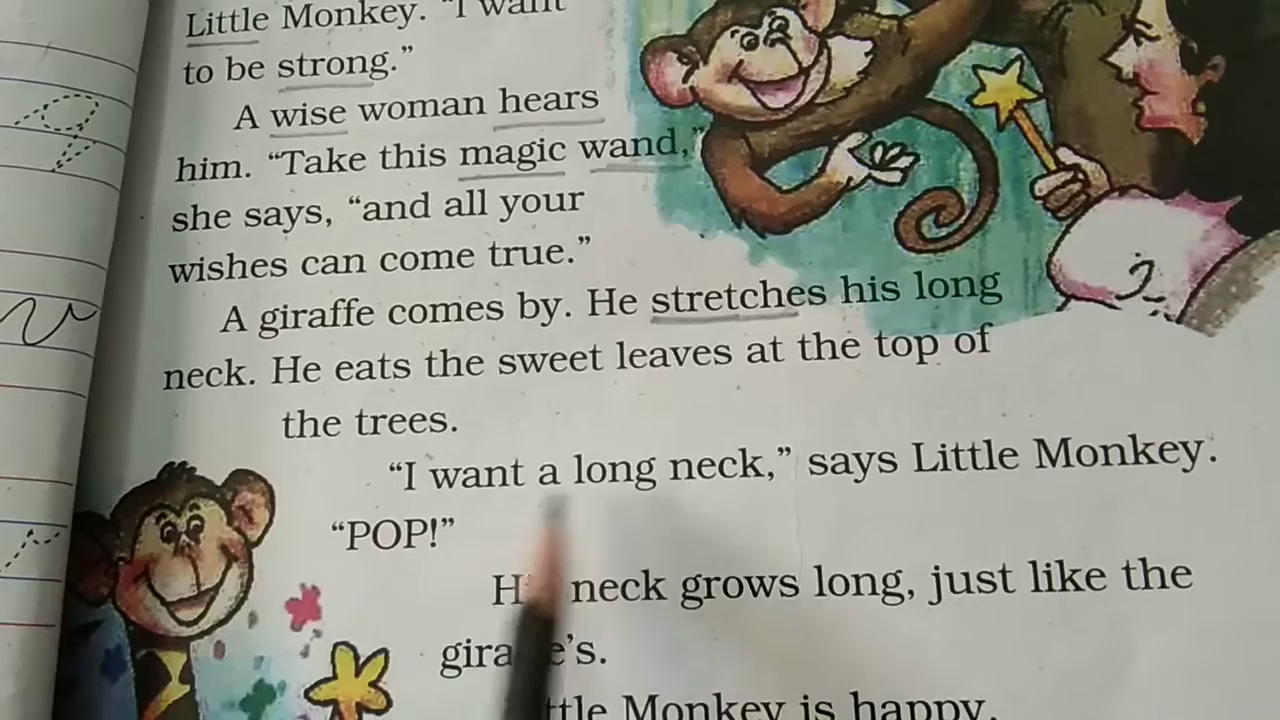 Little Monkey. "I want
to be strong."
A wise woman hears
him. "Take this magic wand,"
she says, "and all your
wishes can come true."
A giraffe comes by. He stretches his long
neck. He eats the sweet leaves at the top of
the trees.
"I want a long neck," says Little Monkey.
"POP!"
neck grows long, just like the
Monkey is happy.